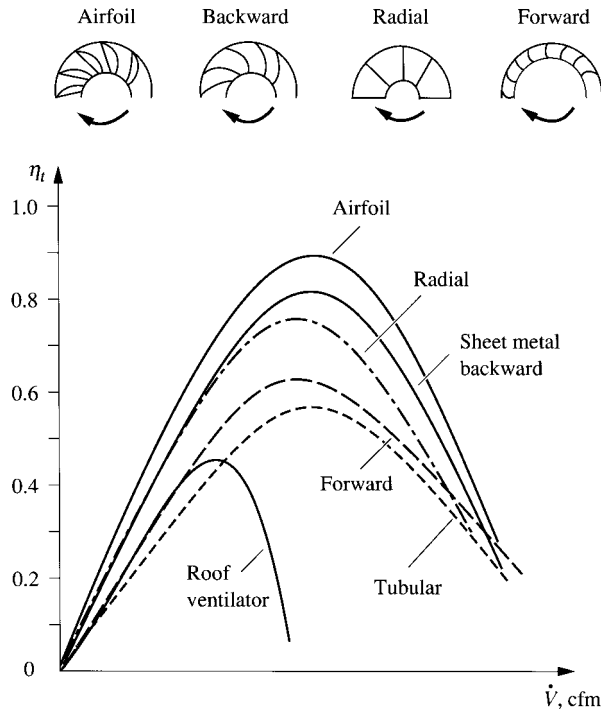 Airfoil Backward Radial Forward
ηt
1.0
0.8
0.6
0.4
0.2
0
Airfoil
Radial
Sheet metal
backward
Forward
Roof
ventilator
Tubular
V̇, cfm